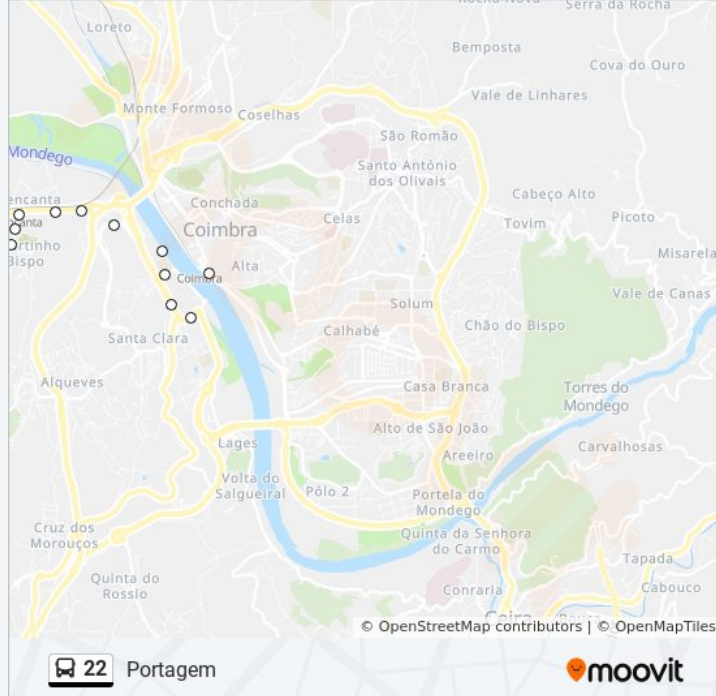 Rocha Nova
Serra da Rocha
Loreto
Bemposta
Cova do Ouro
Vale de Linhares
Monte Formoso
Coselhas
São Romão
Mondego
Santo António
dos Olivais
encanta
Conchada
Cabeço Alto
Celas
Tovim
Picoto
Coimbra
anta
rtinho
Bispo
Misarela
Alta
Coimbra
Vale de Canas
Solum
Santa Clara
Calhabé
Chão do Bispo
Alqueves
Casa Branca
Torres do
Mondego
Alto de São João
Lages
Areeiro
Carvalhosas
Volta do
Salgueiral
Pólo 2
Portela do
Mondego
Cruz dos
Morouços
Quinta da Senhora
do Carmo
Tapada
Quinta do
Rossio
Conraria
Cabouco
Ceira
© OpenStreetMap contributors | © OpenMapTiles
22 Portagem
moovit